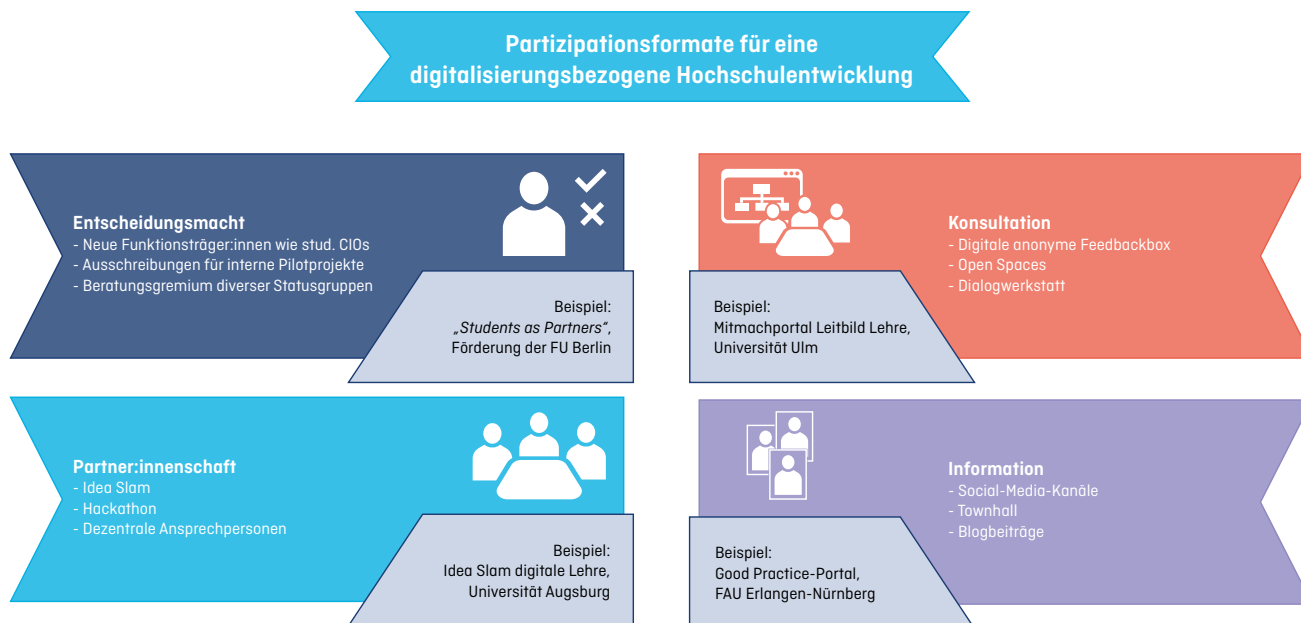 Partizipationsformate für eine
digitalisierungsbezogene Hochschulentwicklung
Entscheidungsmacht
- Neue Funktionsträger:innen wie stud. CIOs
- Ausschreibungen für interne Pilotprojekte
- Beratungsgremium diverser Statusgruppen
Beispiel:
„Students as Partners“,
Förderung der FU Berlin
Konsultation
- Digitale anonyme Feedbackbox
- Open Spaces
- Dialogwerkstatt
Beispiel:
Mitmachportal Leitbild Lehre,
Universität Ulm
Partner:innenschaft
- Idea Slam
- Hackathon
- Dezentrale Ansprechpersonen
Beispiel:
Idea Slam digitale Lehre,
Universität Augsburg
Information
- Social-Media-Kanäle
- Townhall
- Blogbeiträge
Beispiel:
Good Practice-Portal,
FAU Erlangen-Nürnberg